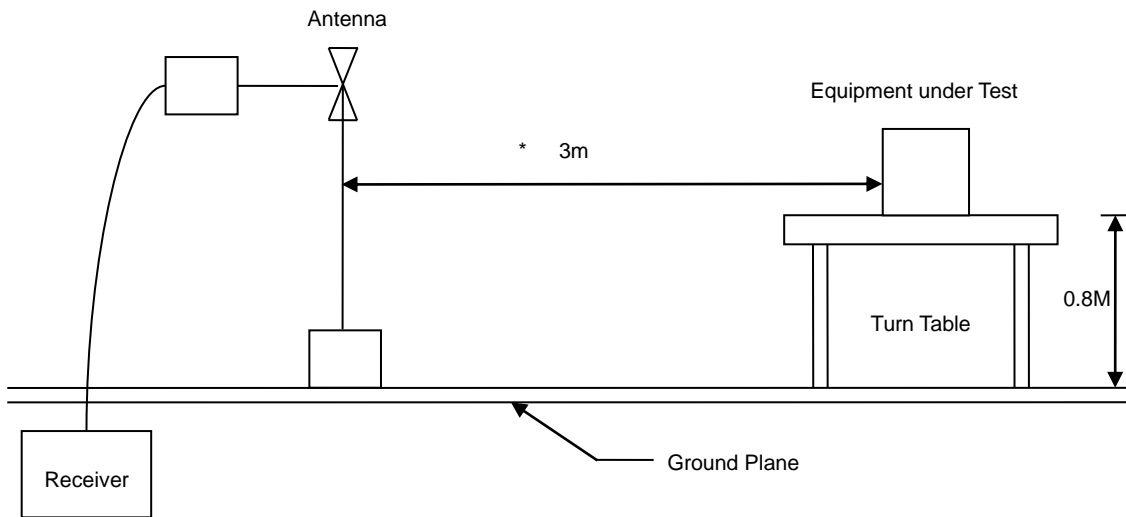 Antenna
Equipment under Test
* 3m
0.8M
Turn Table
Ground Plane
Receiver